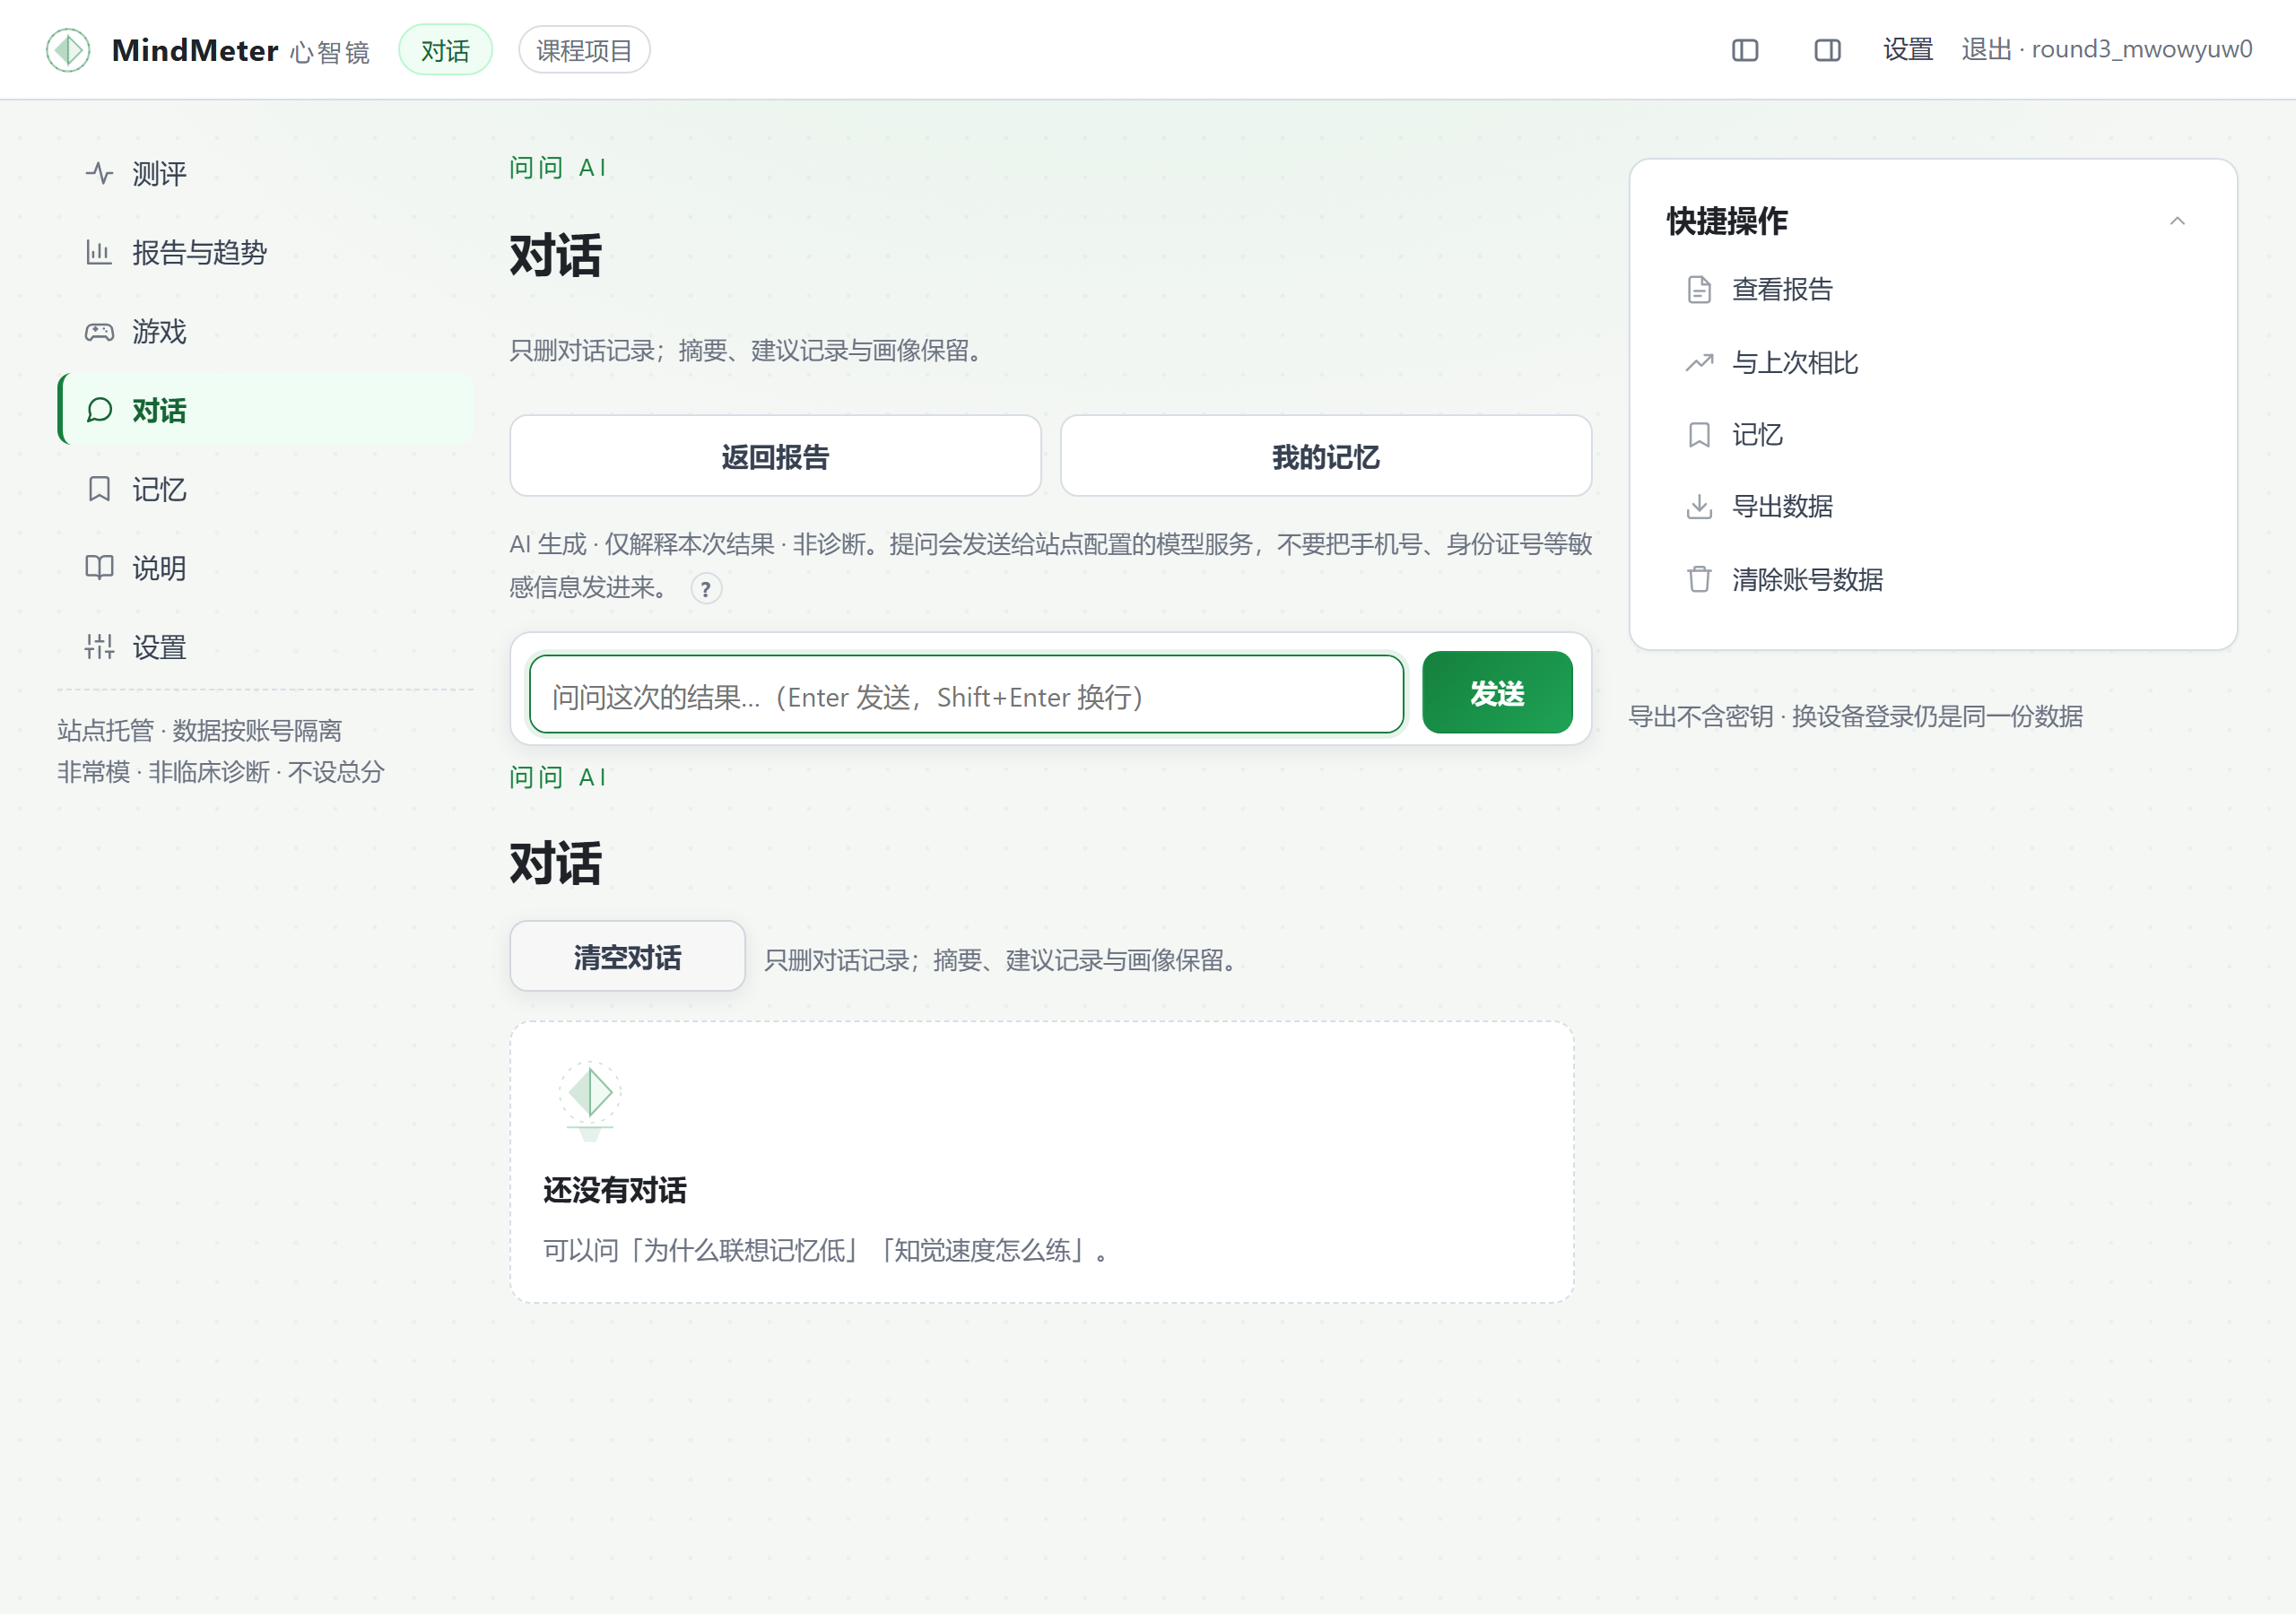 MindMeter 心智镜
对话
课程项目
设置
退出 · round3_mwowyuw0
测评
报告与趋势
游戏
对话
记忆
说明
设置
站点托管 · 数据按账号隔离
非常模 · 非临床诊断 · 不设总分
问问 AI
对话
只删对话记录；摘要、建议记录与画像保留。
返回报告
我的记忆
AI 生成 · 仅解释本次结果 · 非诊断。提问会发送给站点配置的模型服务，不要把手机号、身份证号等敏
感信息发进来。 ?
问问这次的结果...（Enter 发送，Shift+Enter 换行）
发送
问问 AI
对话
清空对话
只删对话记录；摘要、建议记录与画像保留。
还没有对话
可以问「为什么联想记忆低」「知觉速度怎么练」。
快捷操作
查看报告
与上次相比
记忆
导出数据
清除账号数据
导出不含密钥 · 换设备登录仍是同一份数据